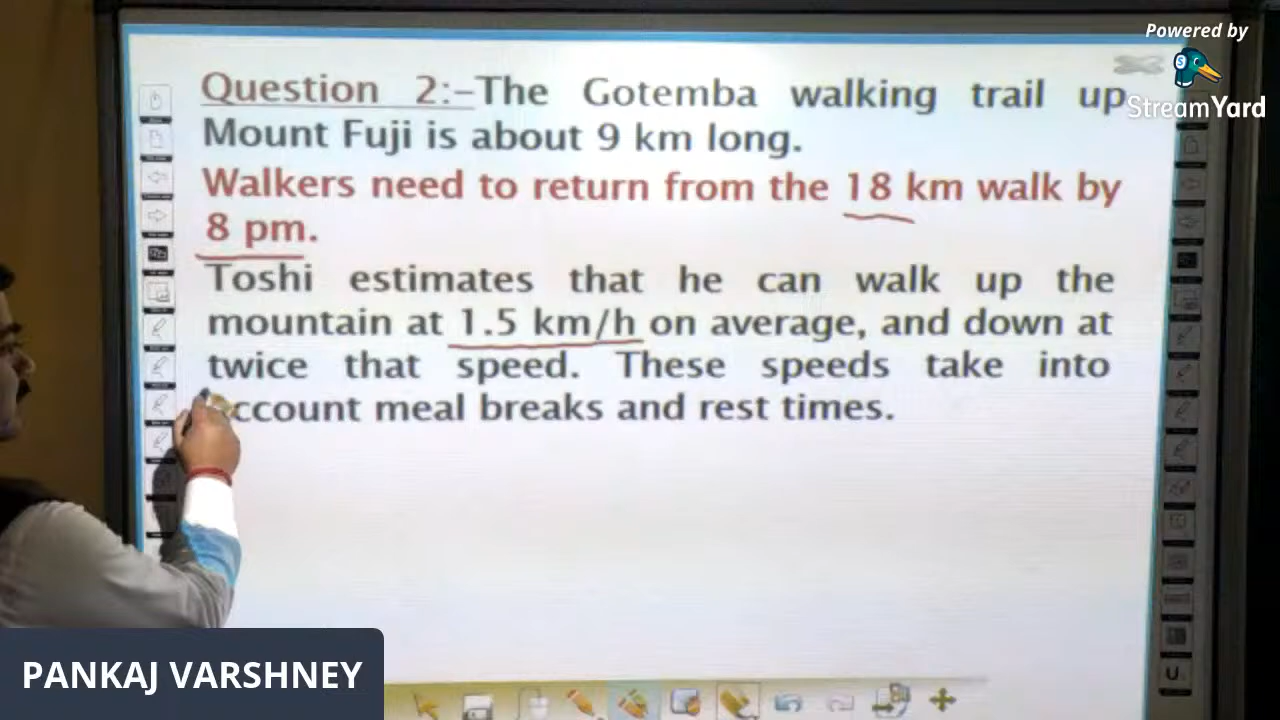 Powered by
StreamYard
Question 2:-The Gotemba walking trail up
Mount Fuji is about 9 km long.
Walkers need to return from the 18 km walk by
8 pm.
Toshi estimates that he can walk up the
mountain at 1.5 km/h on average, and down at
twice that speed. These speeds take into
ccount meal breaks and rest times.
PANKAJ VARSHNEY